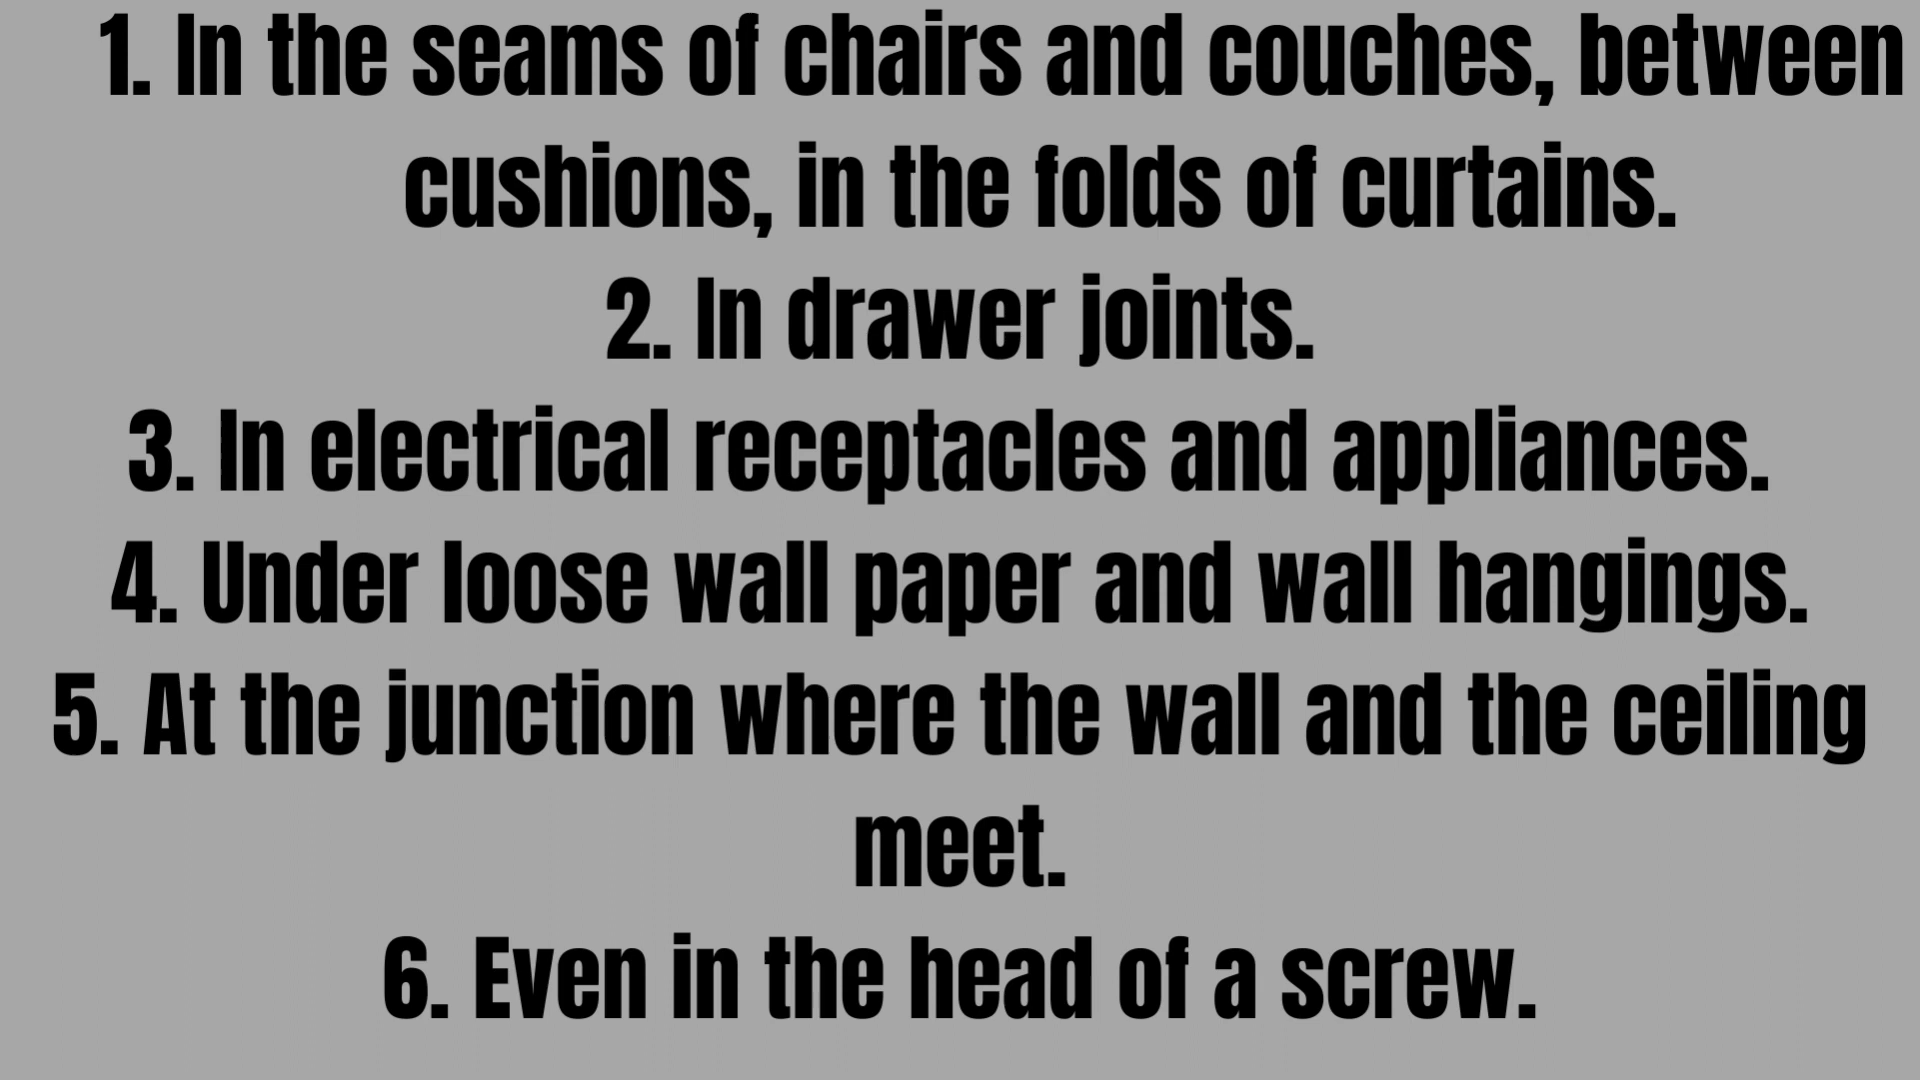 1. In the seams of chairs and couches, between
cushions, in the folds of curtains.
2. In drawer joints.
3. In electrical receptacles and appliances.
4. Under loose wall paper and wall hangings.
5. At the junction where the wall and the ceiling
meet.
6. Even in the head of a screw.